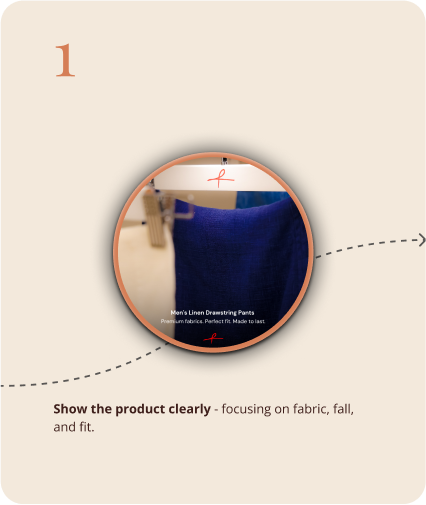 1
Men's Linen Drawstring Pants
Premium fabrics. Perfect fit. Made to last.
Show the product clearly - focusing on fabric, fall,
and fit.